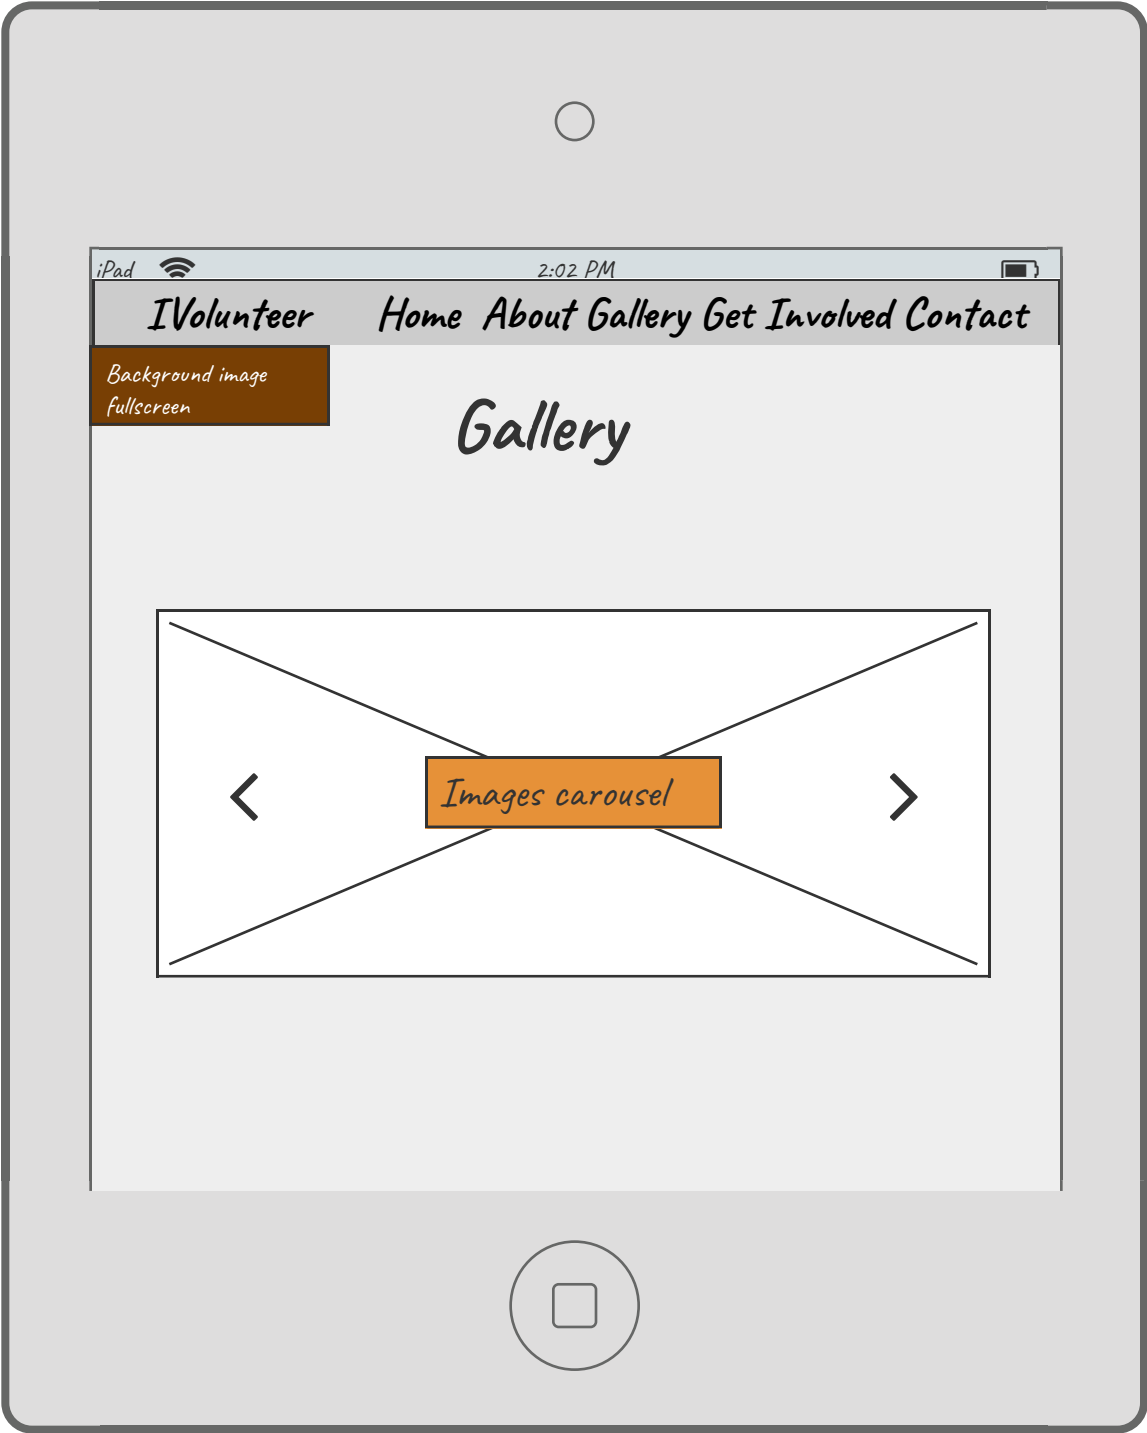 iPad 2:02 PM
IVolunteer Home About Gallery Get Involved Contact
Background image
fullscreen
Gallery
Images carousel